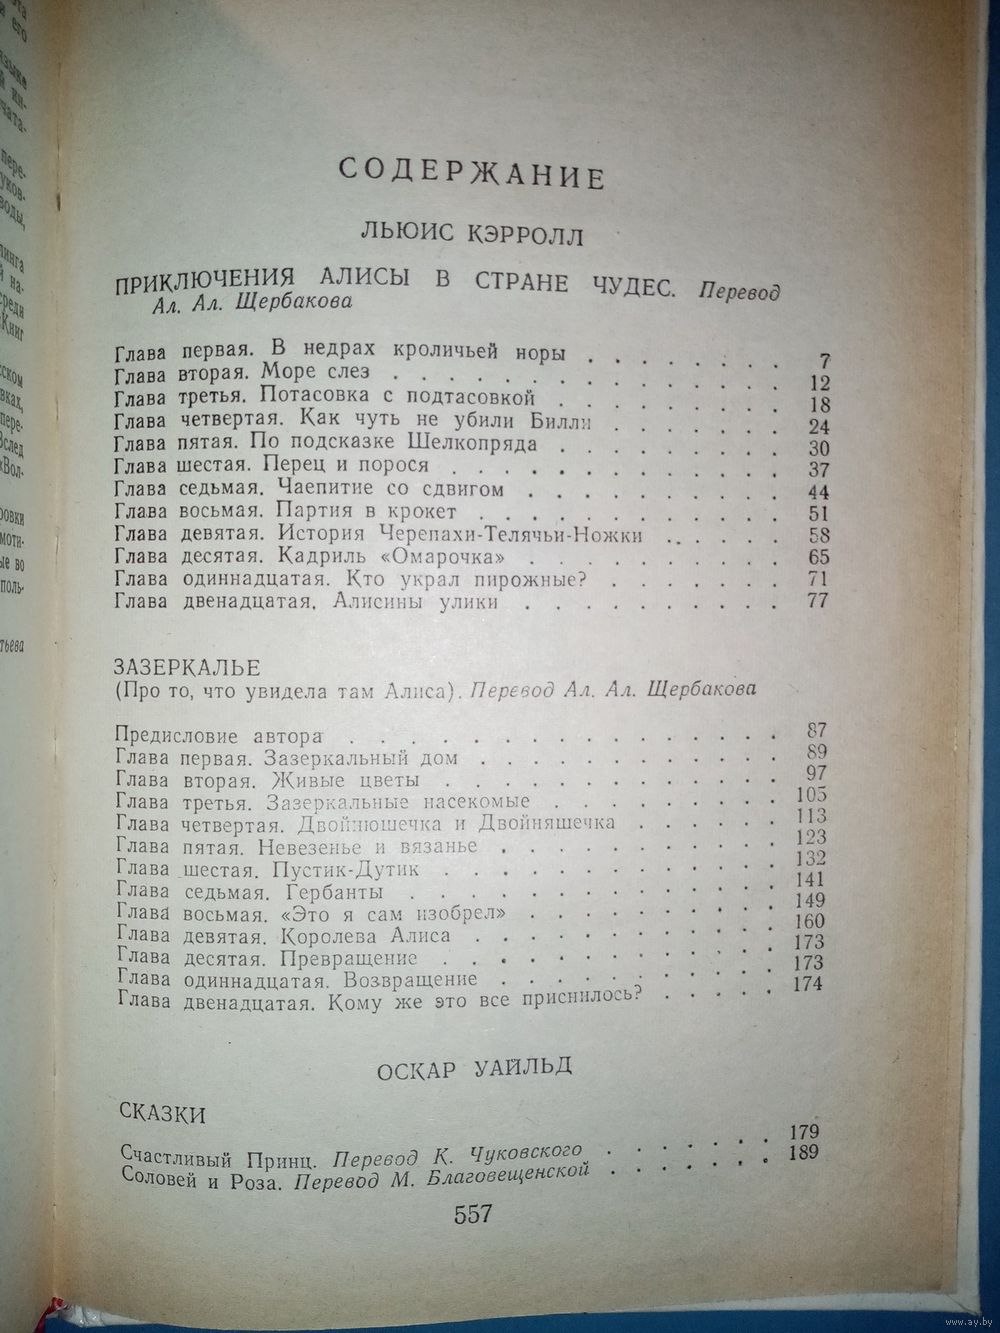 СОДЕРЖАНИЕ
ЛЬЮИС КЭРРОЛЛ
ПРИКЛЮЧЕНИЯ АЛИСЫ В СТРАНЕ ЧУДЕС. Перевод
Ал. Ал. Щербакова
Глава первая. В недрах кроличьей норы . . . . . . . 7
Глава вторая. Море слез . . . . . . . . . . . . . 12
Глава третья. Потасовка с подтасовкой . . . . . . . . 18
Глава четвертая. Как чуть не убили Билли . . . . . . 24
Глава пятая. По подсказке Шелкопряда . . . . . . . . 30
Глава шестая. Перец и порося . . . . . . . . . . . 37
Глава седьмая. Чаепитие со сдвигом . . . . . . . . . 44
Глава восьмая. Партия в крокет . . . . . . . . . . 51
Глава девятая. История Черепахи-Телячьи-Ножки . . . . 58
Глава десятая. Кадриль «Омарочка» . . . . . . . . . 65
Глава одиннадцатая. Кто украл пирожные? . . . . . . 71
Глава двенадцатая. Алисины улики . . . . . . . . . 77
ЗАЗЕРКАЛЬЕ
(Про то, что увидела там Алиса). Перевод Ал. Ал. Щербакова
Предисловие автора . . . . . . . . . . . . . . 87
Глава первая. Зазеркальный дом . . . . . . . . . . 89
Глава вторая. Живые цветы . . . . . . . . . . . 97
Глава третья. Зазеркальные насекомые . . . . . . . . 105
Глава четвертая. Двойнюшечка и Двойняшечка . . . . . 113
Глава пятая. Невезенье и вязанье . . . . . . . . . 123
Глава шестая. Пустик-Дутик . . . . . . . . . . . 132
Глава седьмая. Гербанты . . . . . . . . . . . . 141
Глава восьмая. «Это я сам изобрел» . . . . . . . . 149
Глава девятая. Королева Алиса . . . . . . . . . . 160
Глава десятая. Превращение . . . . . . . . . . . 173
Глава одиннадцатая. Возвращение . . . . . . . . . 173
Глава двенадцатая. Кому же это все приснилось? . . . . . 174
ОСКАР УАЙЛЬД
СКАЗКИ
Счастливый Принц. Перевод К. Чуковского . . . . . . . 179
Соловей и Роза. Перевод М. Благовещенской . . . . . . . 189
557
www.ay.by